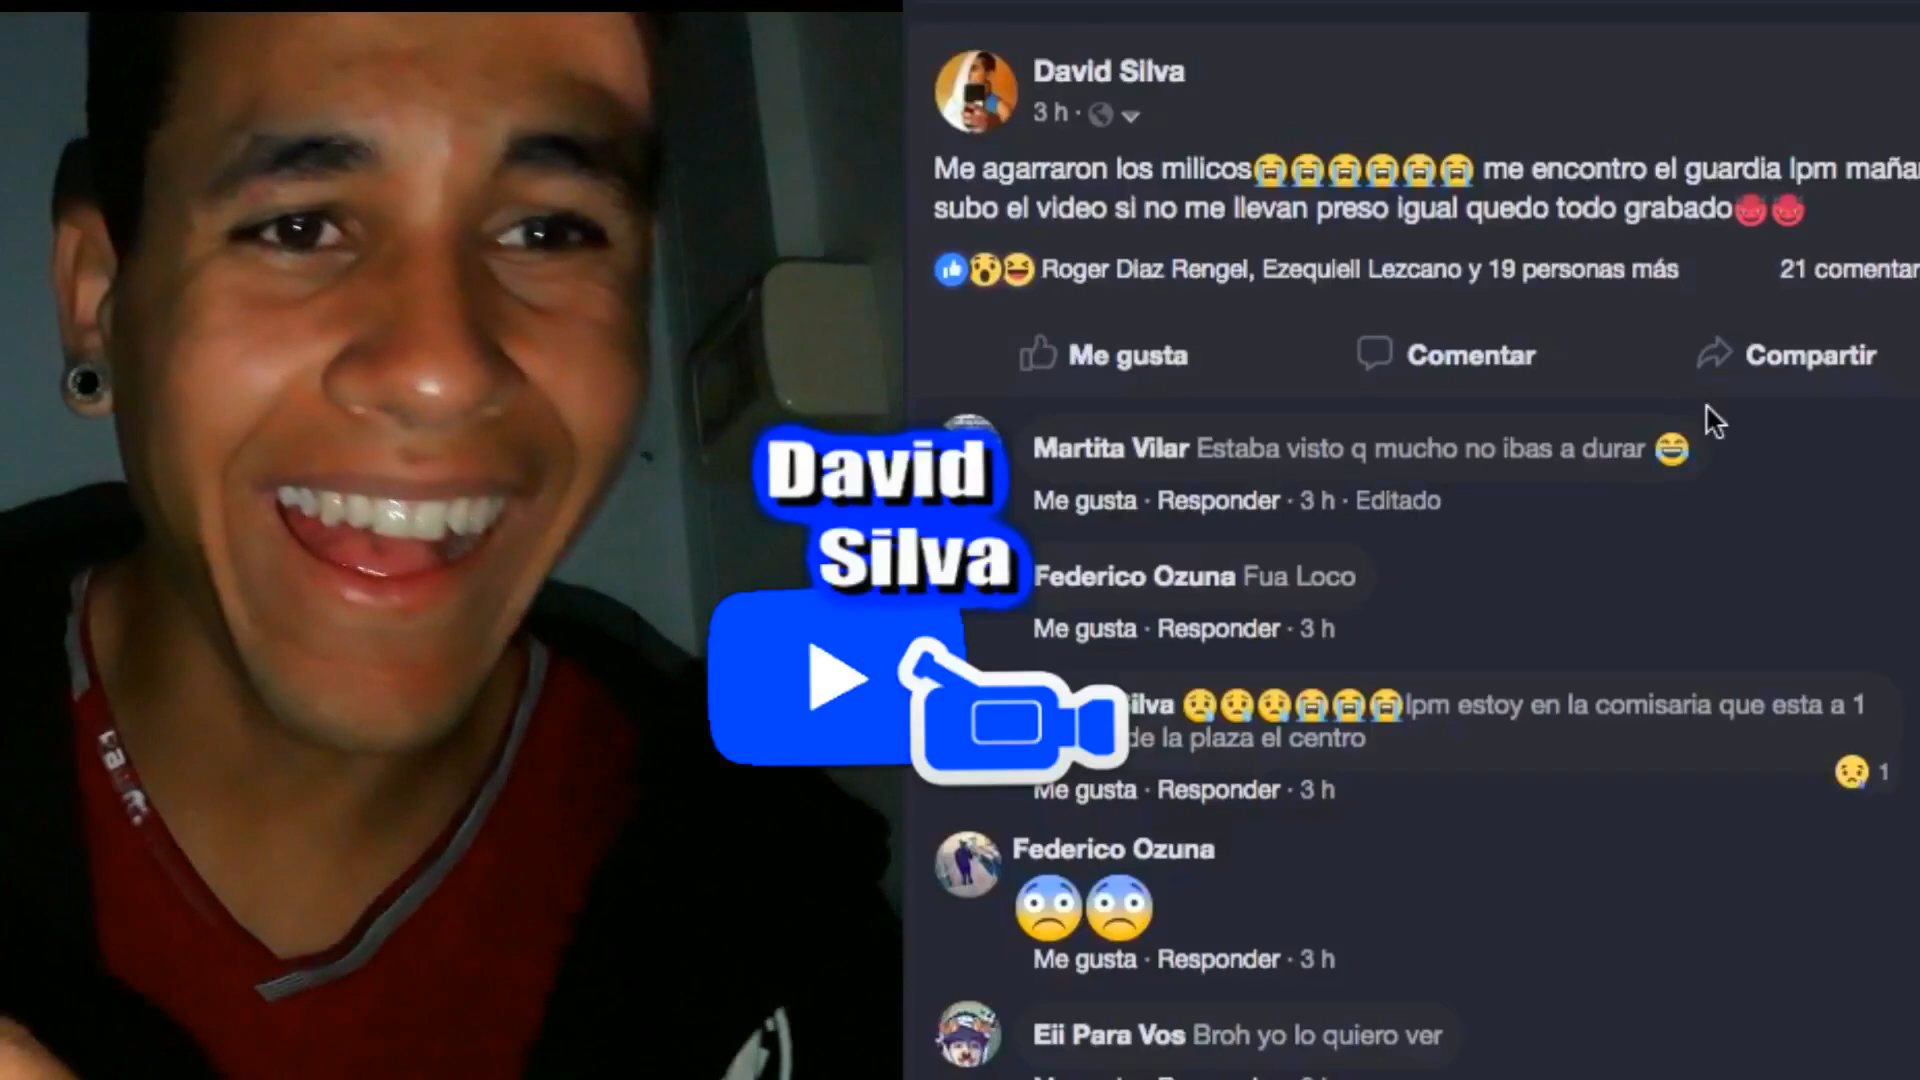 David Silva
3 h ·
Me agarraron los milicos😭😭😭😭😭😭 me encontro el guardia lpm mañan
subo el video si no me llevan preso igual quedo todo grabado😈😈
Roger Diaz Rengel, Ezequiell Lezcano y 19 personas más 21 comentar
Me gusta Comentar Compartir
Martita Vilar Estaba visto q mucho no ibas a durar 😂
Me gusta · Responder · 3 h · Editado
David
Silva
Federico Ozuna Fua Loco
Me gusta · Responder · 3 h
ilva 😢😢😢😭😭😭lpm estoy en la comisaria que esta a 1
de la plaza el centro
😢 1
Me gusta · Responder · 3 h
Federico Ozuna
😨😨
Me gusta · Responder · 3 h
Eii Para Vos Broh yo lo quiero ver